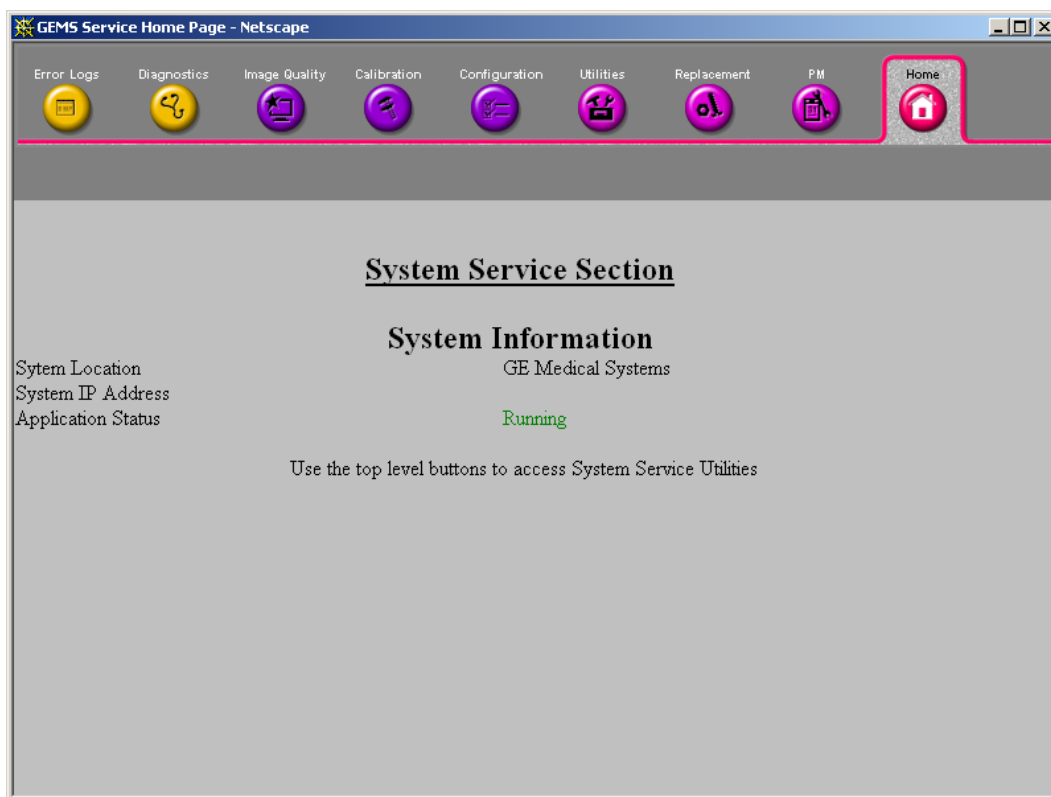 GEMS Service Home Page - Netscape
Error Logs Diagnostics Image Quality Calibration Configuration Utilities Replacement PM Home
System Service Section
System Information
Sytem Location GE Medical Systems
System IP Address
Application Status Running
Use the top level buttons to access System Service Utilities